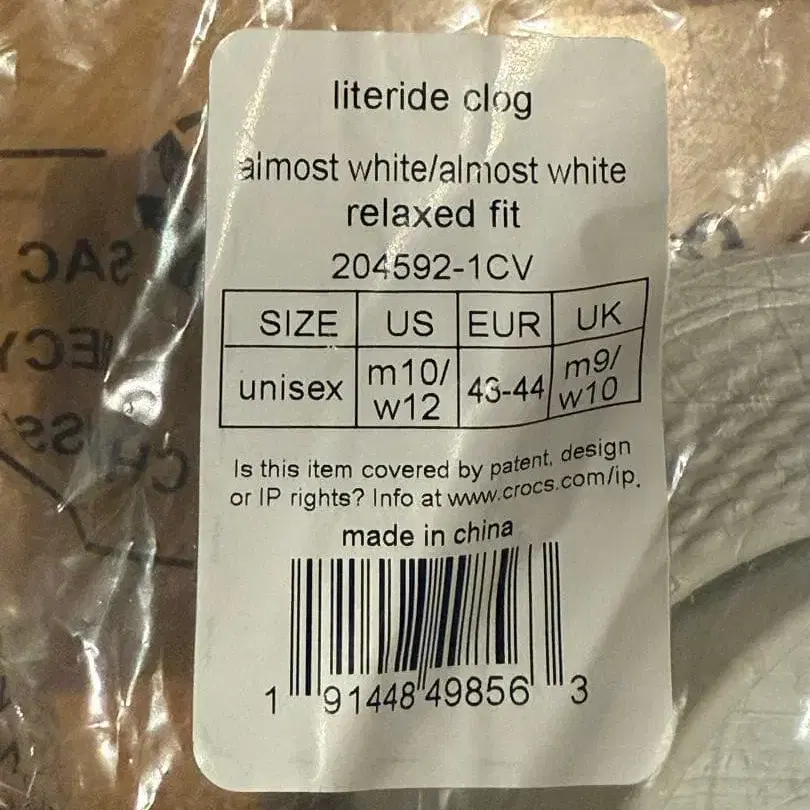 literide clog
almost white/almost white
relaxed fit
204592-1CV
SIZE US EUR UK
unisex m10/w12 43-44 m9/w10
Is this item covered by patent, design
or IP rights? Info at www.crocs.com/ip.
made in china
1 91448 49856 3